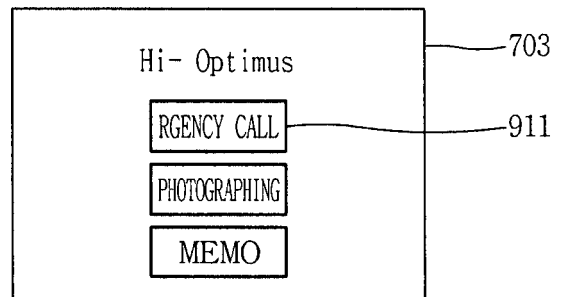 Hi- Optimus
703
RGENCY CALL
911
PHOTOGRAPHING
MEMO